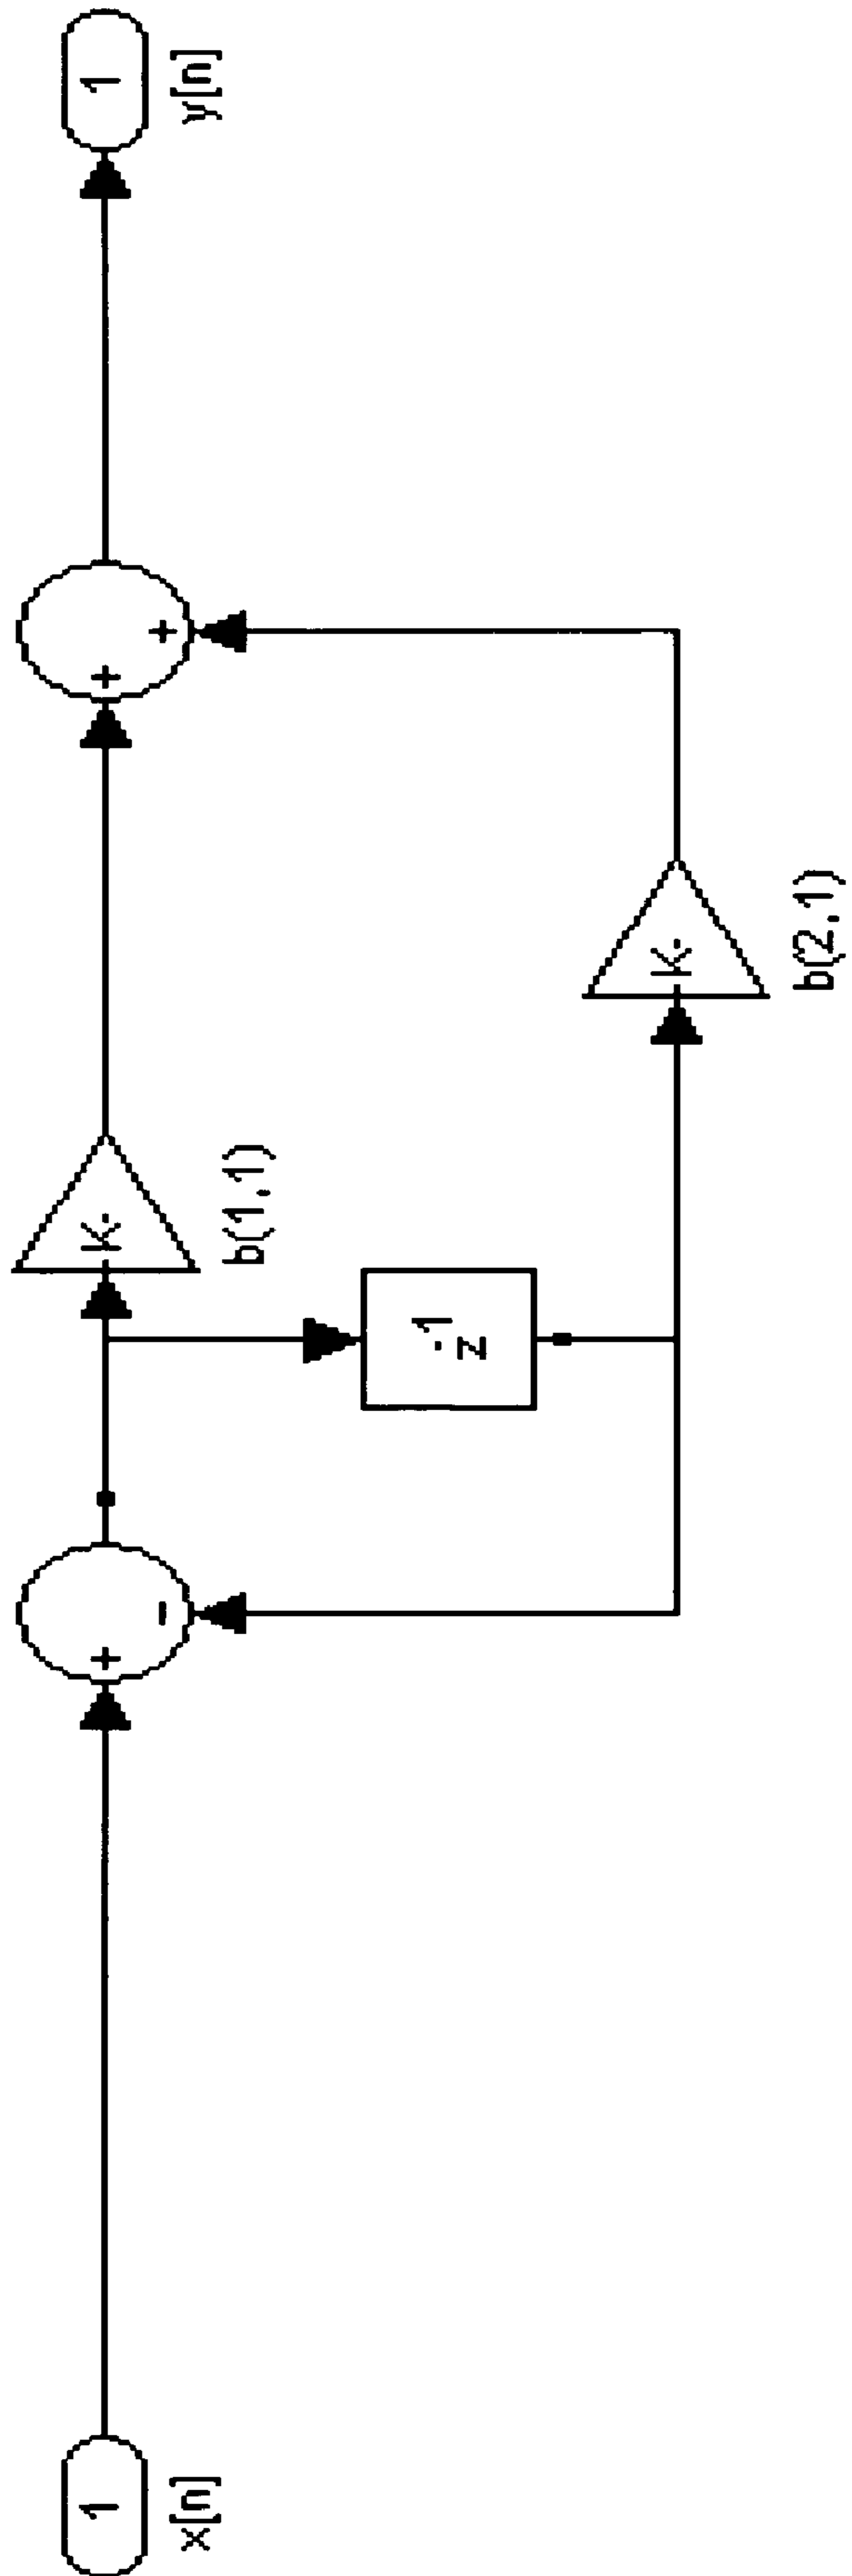 1
x[n]
+
-
z-1
K-
b(1,1)
K-
b(2,1)
+
+
1
y[n]